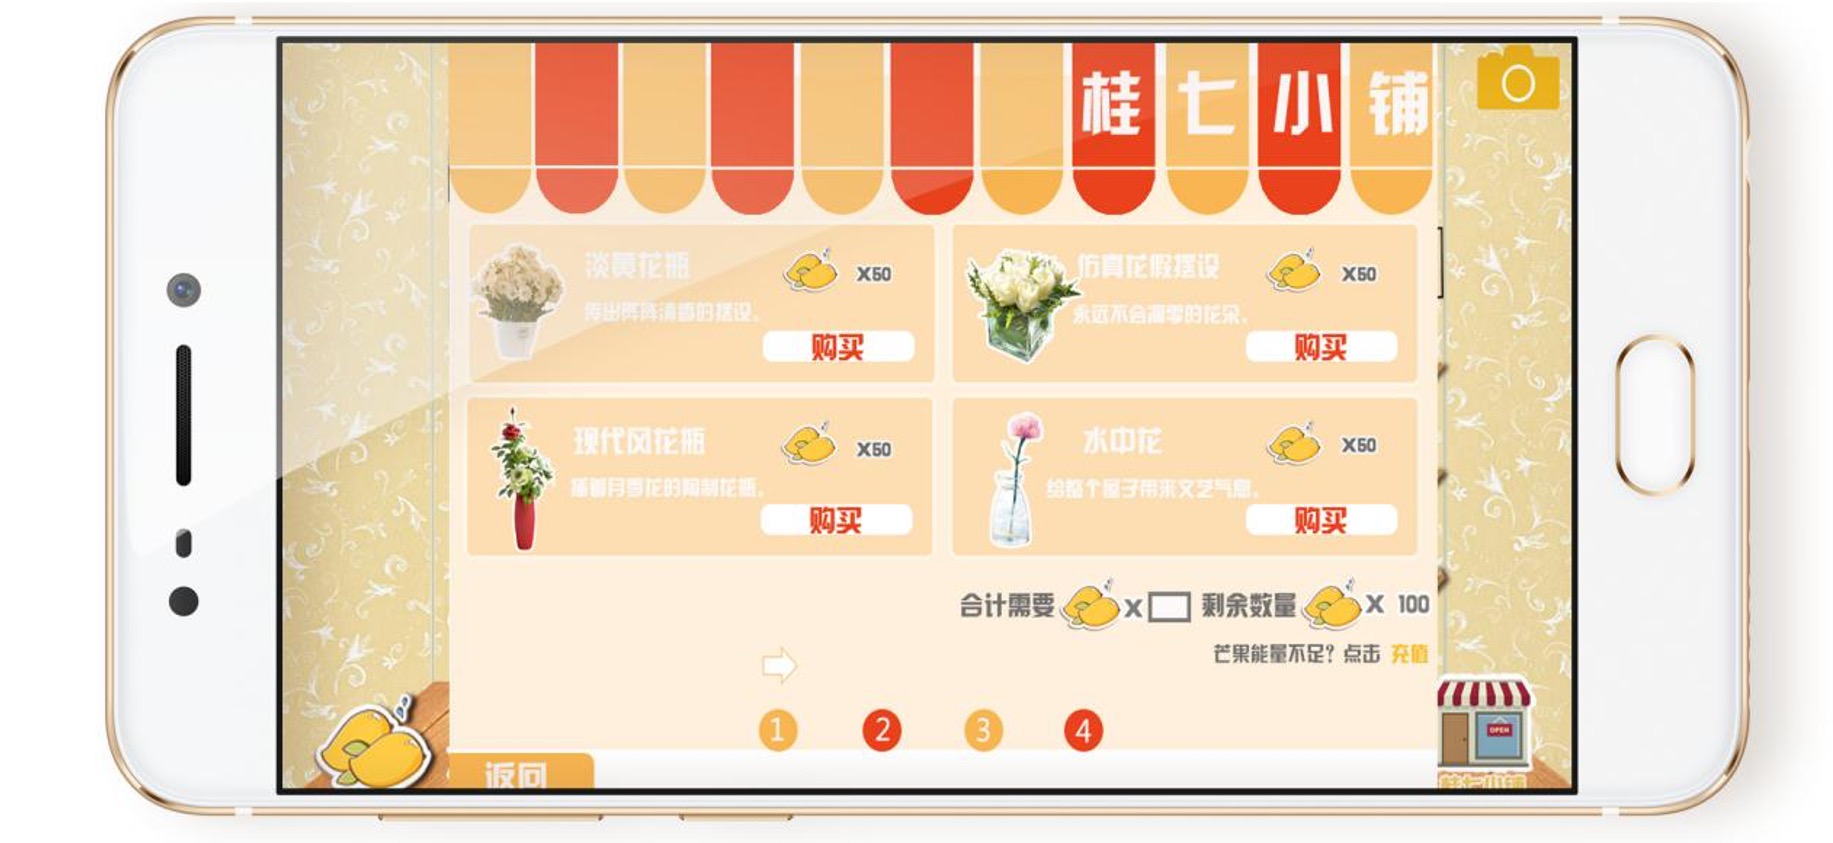 桂七小铺
淡黄花瓶 X50
传出阵阵清香的摆设。
购买
仿真花假摆设 X50
永远不会凋零的花朵。
购买
现代风花瓶 X50
插着月季花的陶制花瓶。
购买
水中花 X50
给整个屋子带来文艺气息。
购买
合计需要 X 剩余数量 X 100
芒果能量不足？点击 充值
1 2 3 4
OPEN
返回
桂七小铺